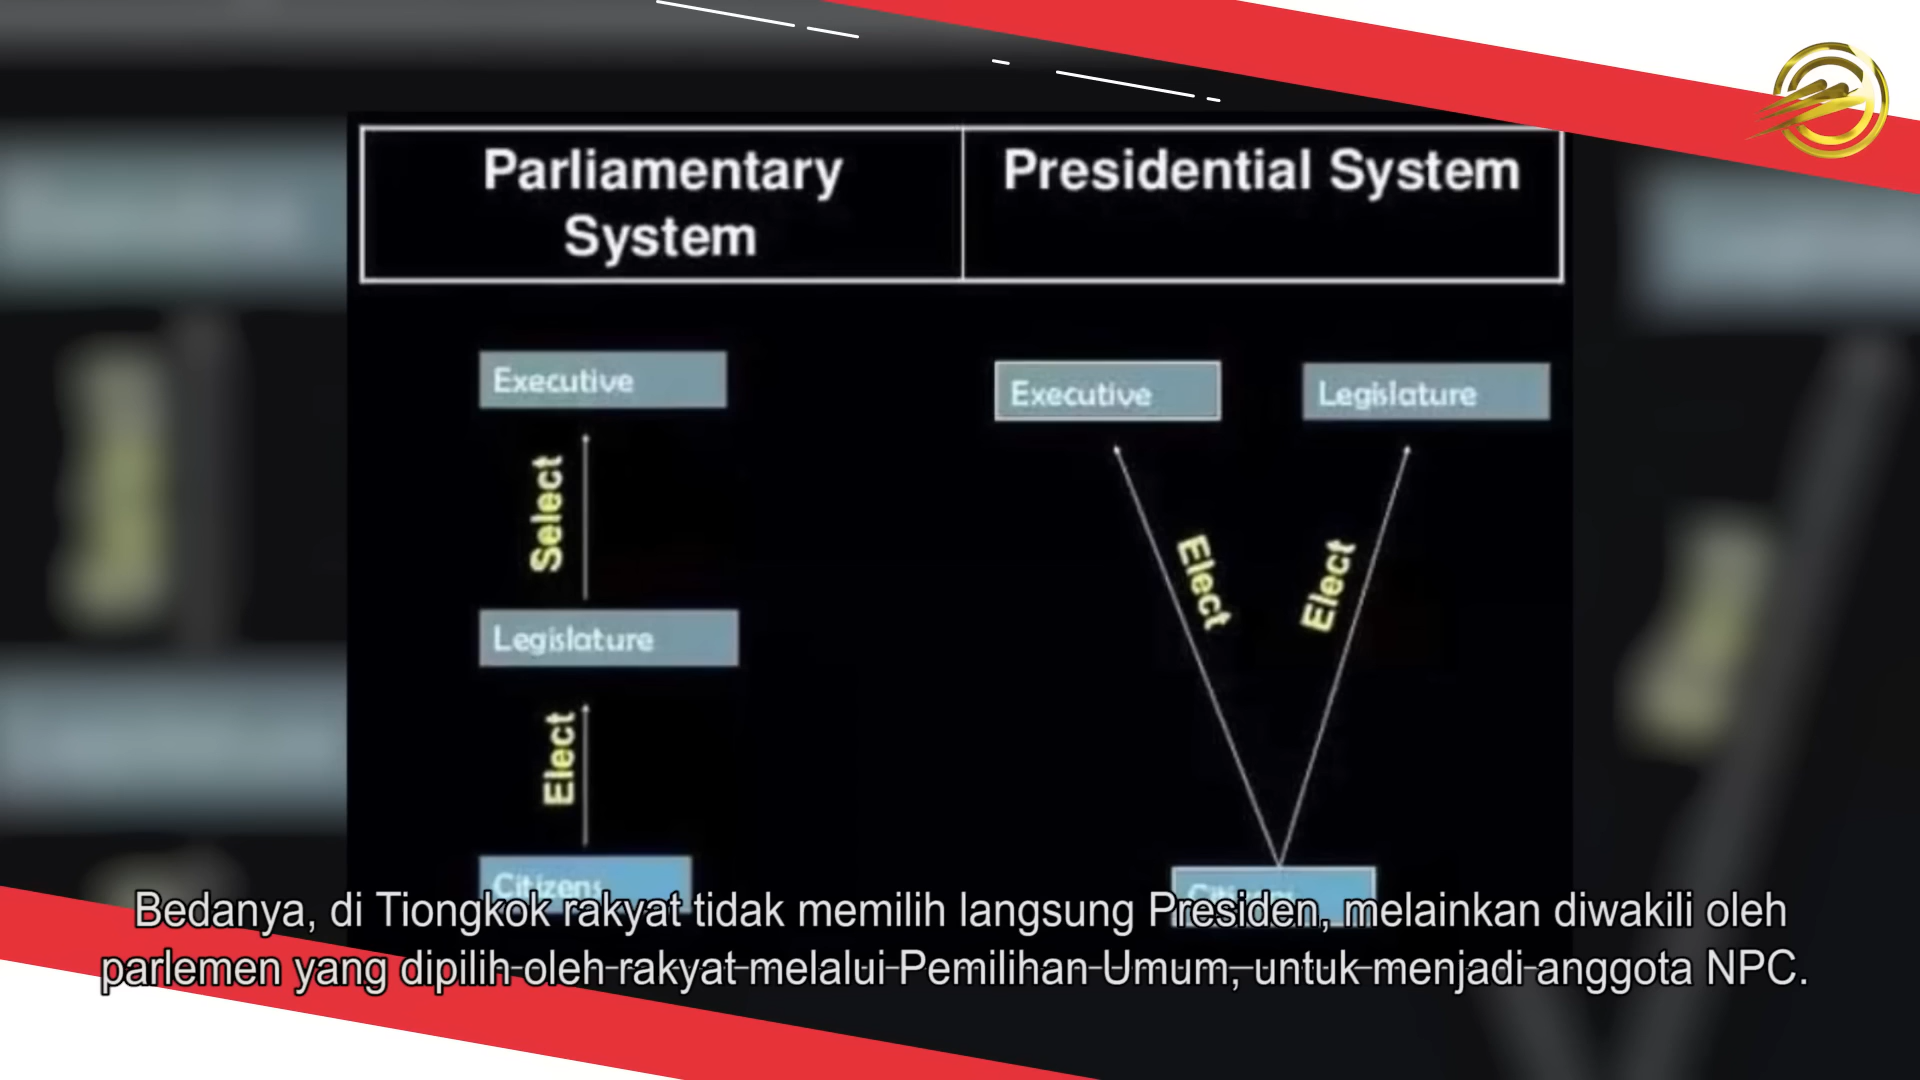 Parliamentary
System
Presidential System
Executive
Select
Legislature
Elect
Citizens
Executive
Legislature
Elect
Elect
Bedanya, di Tiongkok rakyat tidak memilih langsung Presiden, melainkan diwakili oleh
parlemen yang dipilih oleh rakyat melalui Pemilihan Umum, untuk menjadi anggota NPC.